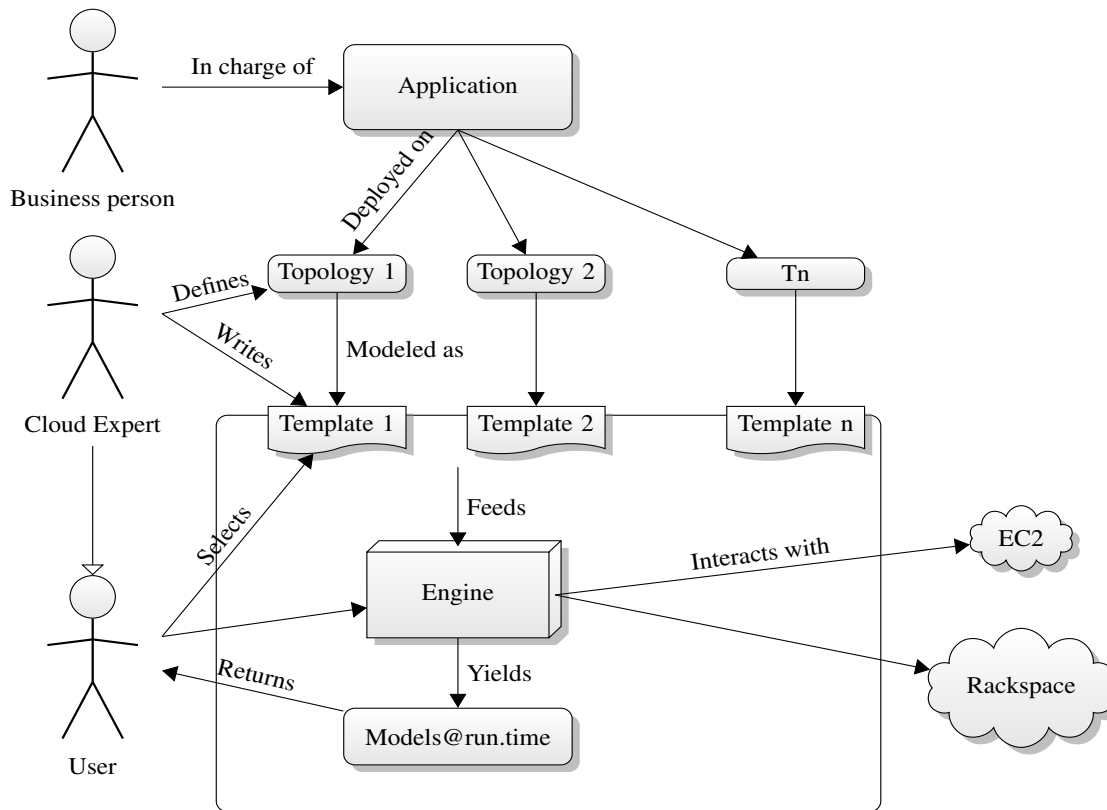 In charge of
Application
Business person
Deployed on
Topology 1
Topology 2
Tn
Defines
Writes
Modeled as
Cloud Expert
Template 1
Template 2
Template n
Feeds
Selects
Interacts with
EC2
Engine
Returns
Yields
Rackspace
Models@run.time
User